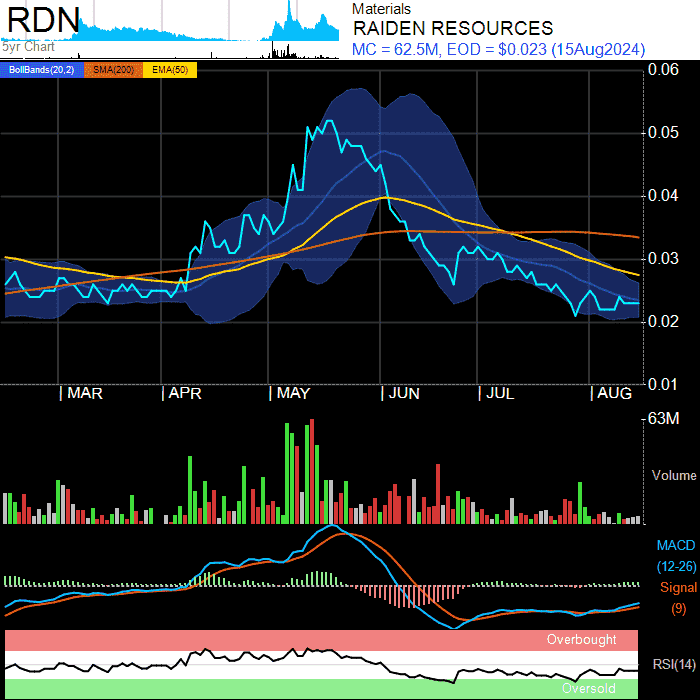 RDN
5yr Chart
Materials
RAIDEN RESOURCES
MC = 62.5M, EOD = $0.023 (15Aug2024)
BollBands(20,2) SMA(200) EMA(50)
0.06
0.05
0.04
0.03
0.02
0.01
MAR APR MAY JUN JUL AUG
63M
Volume
MACD
(12-26)
Signal
(9)
Overbought
RSI(14)
Oversold